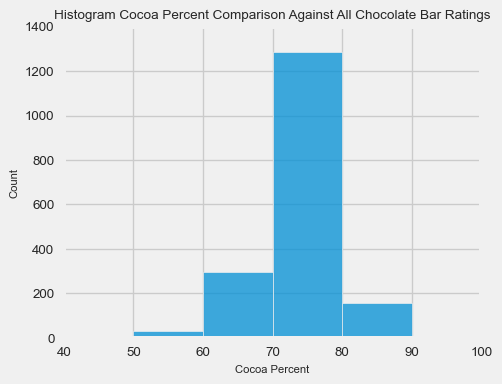 Histogram Cocoa Percent Comparison Against All Chocolate Bar Ratings
1400
1200
1000
800
600
400
200
0
Count
40 50 60 70 80 90 100
Cocoa Percent